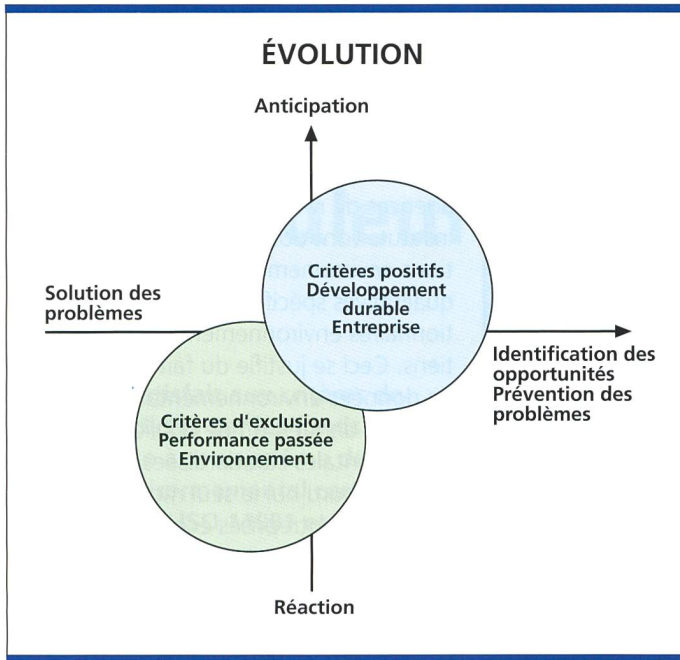 ÉVOLUTION
Anticipation
Critères positifs
Développement
durable
Entreprise
Solution des
problèmes
Identification des
opportunités
Prévention des
problèmes
Critères d'exclusion
Performance passée
Environnement
Réaction